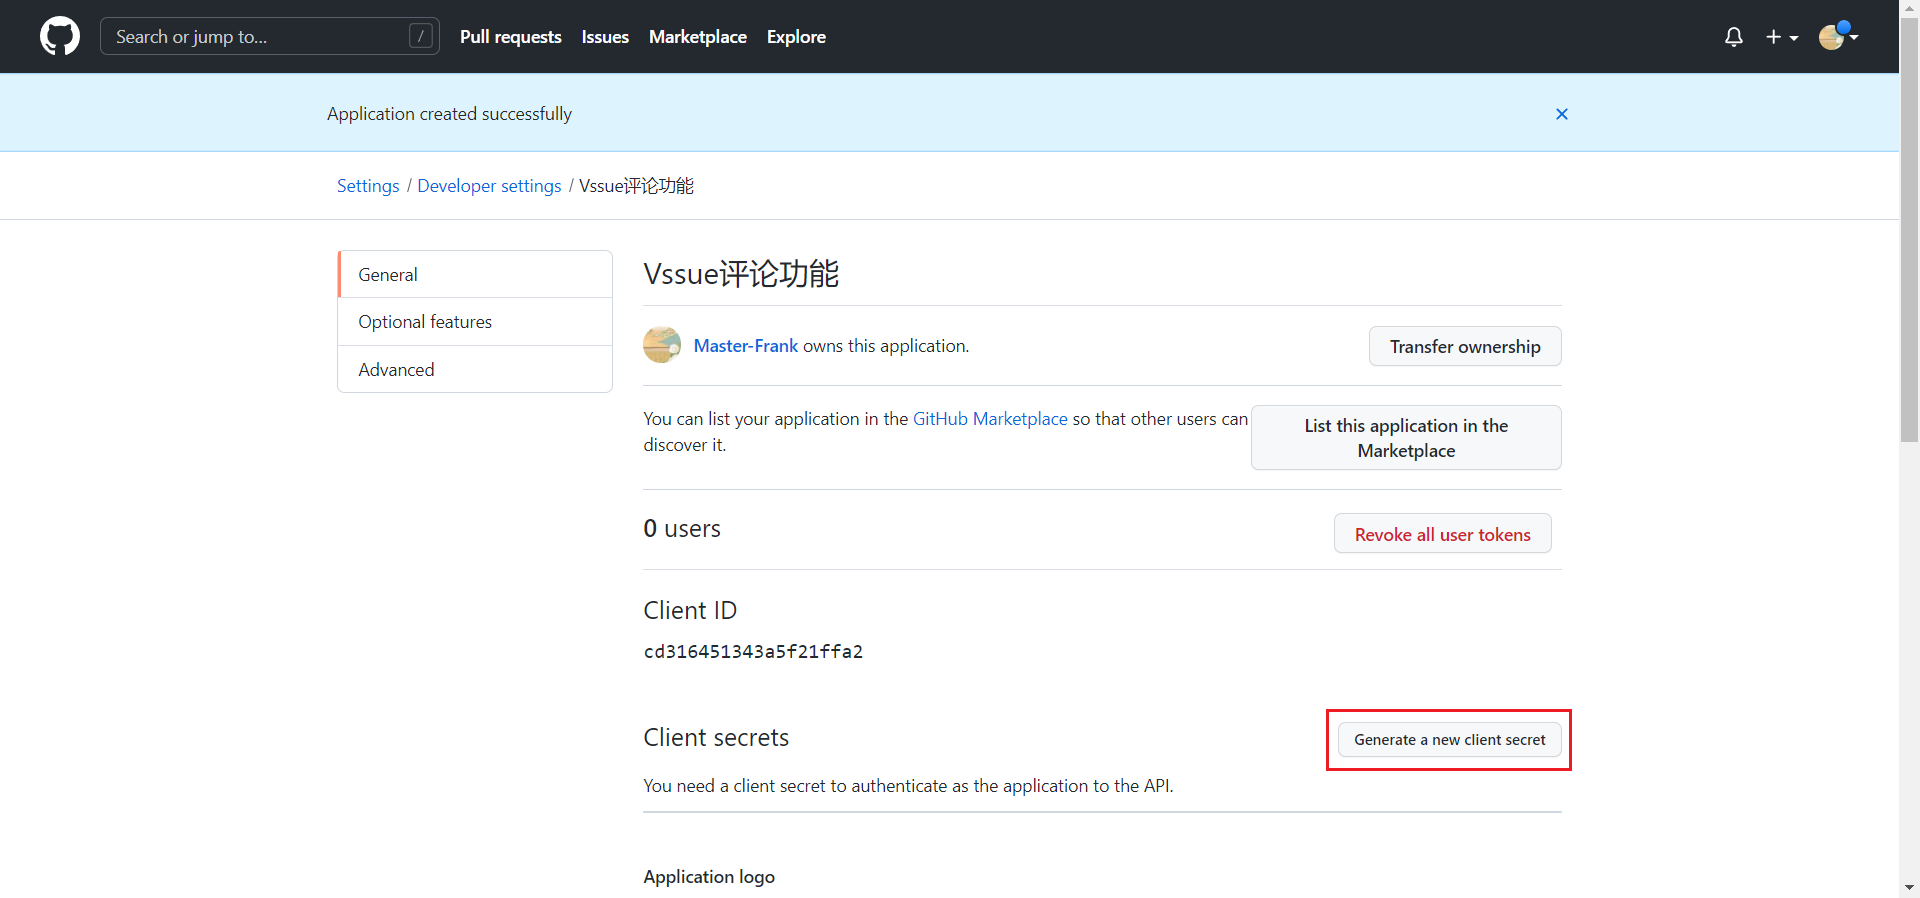 Search or jump to... /
Pull requests Issues Marketplace Explore
Application created successfully
Settings / Developer settings / Vssue评论功能
General
Optional features
Advanced
Vssue评论功能
Master-Frank owns this application.
Transfer ownership
You can list your application in the GitHub Marketplace so that other users can
discover it.
List this application in the
Marketplace
0 users
Revoke all user tokens
Client ID
cd316451343a5f21ffa2
Client secrets
Generate a new client secret
You need a client secret to authenticate as the application to the API.
Application logo